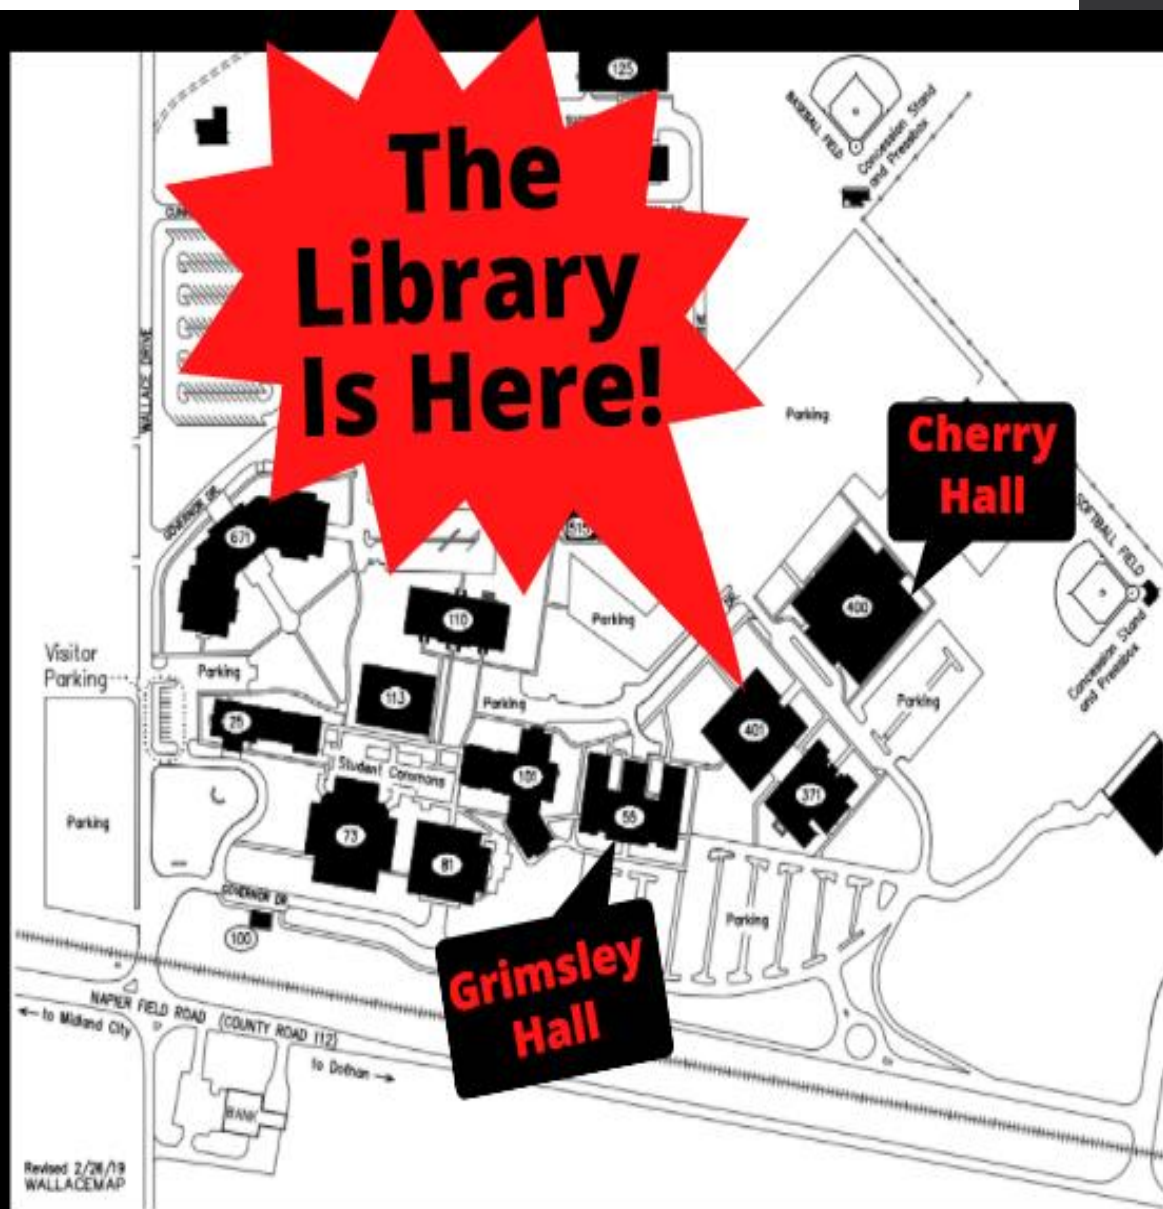 125
The
Library
Is Here!
BASEBALL FIELD
Concession Stand
and Pressbox
WALLACE DRIVE
Parking
Cherry
Hall
SOFTBALL FIELD
GOVERNOR DR.
671
515
400
110
Parking
Concession Stand
and Pressbox
Visitor
Parking
Parking
113
Parking
Parking
25
401
Student Commons
101
371
55
Parking
73
81
GOVERNOR DR.
Parking
100
Grimsley
Hall
NAPIER FIELD ROAD (COUNTY ROAD 112)
← to Midland City
to Dothan →
BANK
Revised 2/26/19
WALLACEMAP